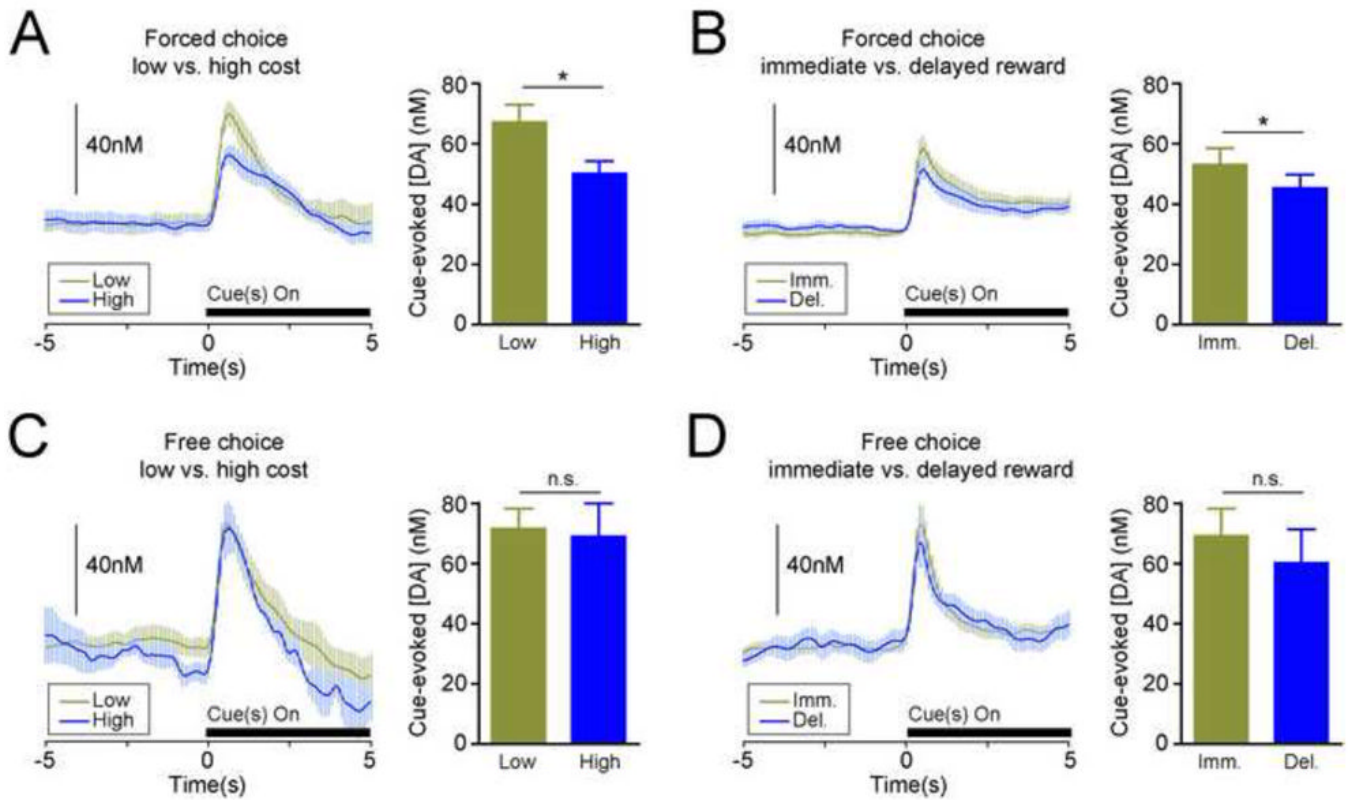 A
Forced choice
low vs. high cost
40nM
Low
High
Cue(s) On
-5
0
5
Time(s)
Cue-evoked [DA] (nM)
80
60
40
20
0
*
Low
High
B
Forced choice
immediate vs. delayed reward
40nM
Imm.
Del.
Cue(s) On
-5
0
5
Time(s)
Cue-evoked [DA] (nM)
80
60
40
20
0
*
Imm.
Del.
C
Free choice
low vs. high cost
40nM
Low
High
Cue(s) On
-5
0
5
Time(s)
Cue-evoked [DA] (nM)
80
60
40
20
0
n.s.
Low
High
D
Free choice
immediate vs. delayed reward
40nM
Imm.
Del.
Cue(s) On
-5
0
5
Time(s)
Cue-evoked [DA] (nM)
80
60
40
20
0
n.s.
Imm.
Del.